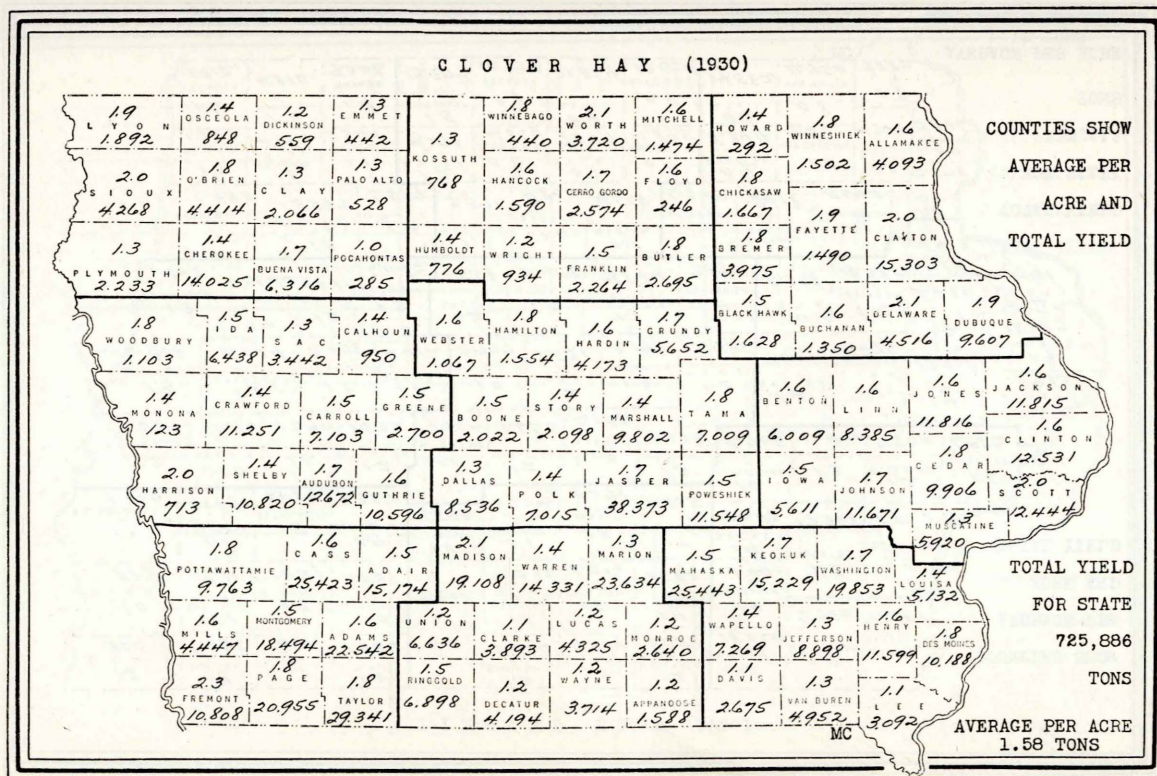 CLOVER HAY (1930)
COUNTIES SHOW
AVERAGE PER
ACRE AND
TOTAL YIELD
1.9
LYON
1.892
1.4
OSCEOLA
848
1.2
DICKINSON
559
1.3
EMMET
442
1.3
KOSSUTH
768
1.8
WINNEBAGO
440
2.1
WORTH
3.720
1.6
MITCHELL
1.474
1.4
HOWARD
292
1.8
WINNESHIEK
1.502
1.6
ALLAMAKEE
4.093
2.0
SIOUX
4.268
1.8
O'BRIEN
4.414
1.3
CLAY
2.066
1.3
PALO ALTO
528
1.6
HANCOCK
1.590
1.7
CERRO GORDO
2.574
1.6
FLOYD
246
1.8
CHICKASAW
1.667
1.9
FAYETTE
1.490
2.0
CLAYTON
15,303
1.3
PLYMOUTH
2.233
1.4
CHEROKEE
14.025
1.7
BUENA VISTA
6,316
1.0
POCAHONTAS
285
1.4
HUMBOLDT
776
1.2
WRIGHT
934
1.5
FRANKLIN
2.264
1.8
BUTLER
2.695
1.8
BREMER
3.975
1.8
WOODBURY
1.103
1.5
IDA
6.438
1.3
SAC
3.442
1.4
CALHOUN
950
1.6
WEBSTER
1.067
1.8
HAMILTON
1.554
1.6
HARDIN
4.173
1.7
GRUNDY
5,652
1.5
BLACK HAWK
1.628
1.6
BUCHANAN
1.350
2.1
DELAWARE
4.516
1.9
DUBUQUE
9.607
1.4
MONONA
123
1.4
CRAWFORD
11.251
1.5
CARROLL
7.103
1.5
GREENE
2.700
1.5
BOONE
2.022
1.4
STORY
2.098
1.4
MARSHALL
9.802
1.8
TAMA
7.009
1.6
BENTON
6.009
1.6
LINN
8.385
1.6
JONES
11.816
1.6
JACKSON
11.815
1.6
CLINTON
12.531
2.0
HARRISON
713
1.4
SHELBY
10.820
1.7
AUDUBON
12.672
1.6
GUTHRIE
10,596
1.3
DALLAS
8.536
1.4
POLK
7.015
1.7
JASPER
38,373
1.5
POWESHIEK
11.548
1.5
IOWA
5,611
1.7
JOHNSON
11.671
1.8
CEDAR
9.906
2.0
SCOTT
12.444
1.3
MUSCATINE
5920
1.8
POTTAWATTAMIE
9.763
1.6
CASS
25,423
1.5
ADAIR
15,174
2.1
MADISON
19.108
1.4
WARREN
14.331
1.3
MARION
23.634
1.5
MAHASKA
25,443
1.7
KEOKUK
15,229
1.7
WASHINGTON
19.853
1.4
LOUISA
5.132
1.6
MILLS
4.447
1.5
MONTGOMERY
18.494
1.6
ADAMS
22.542
1.2
UNION
6.636
1.1
CLARKE
3.893
1.2
LUCAS
4.325
1.2
MONROE
2.640
1.4
WAPELLO
7.269
1.3
JEFFERSON
8.898
1.6
HENRY
11.599
1.8
DES MOINES
10.188
2.3
FREMONT
10.808
1.8
PAGE
20.955
1.8
TAYLOR
29.341
1.5
RINGGOLD
6.898
1.2
DECATUR
4.194
1.2
WAYNE
3.714
1.2
APPANOOSE
1.588
1.1
DAVIS
2.675
1.3
VAN BUREN
4.952
1.1
LEE
3.092
MC
TOTAL YIELD
FOR STATE
725,886
TONS
AVERAGE PER ACRE
1.58 TONS